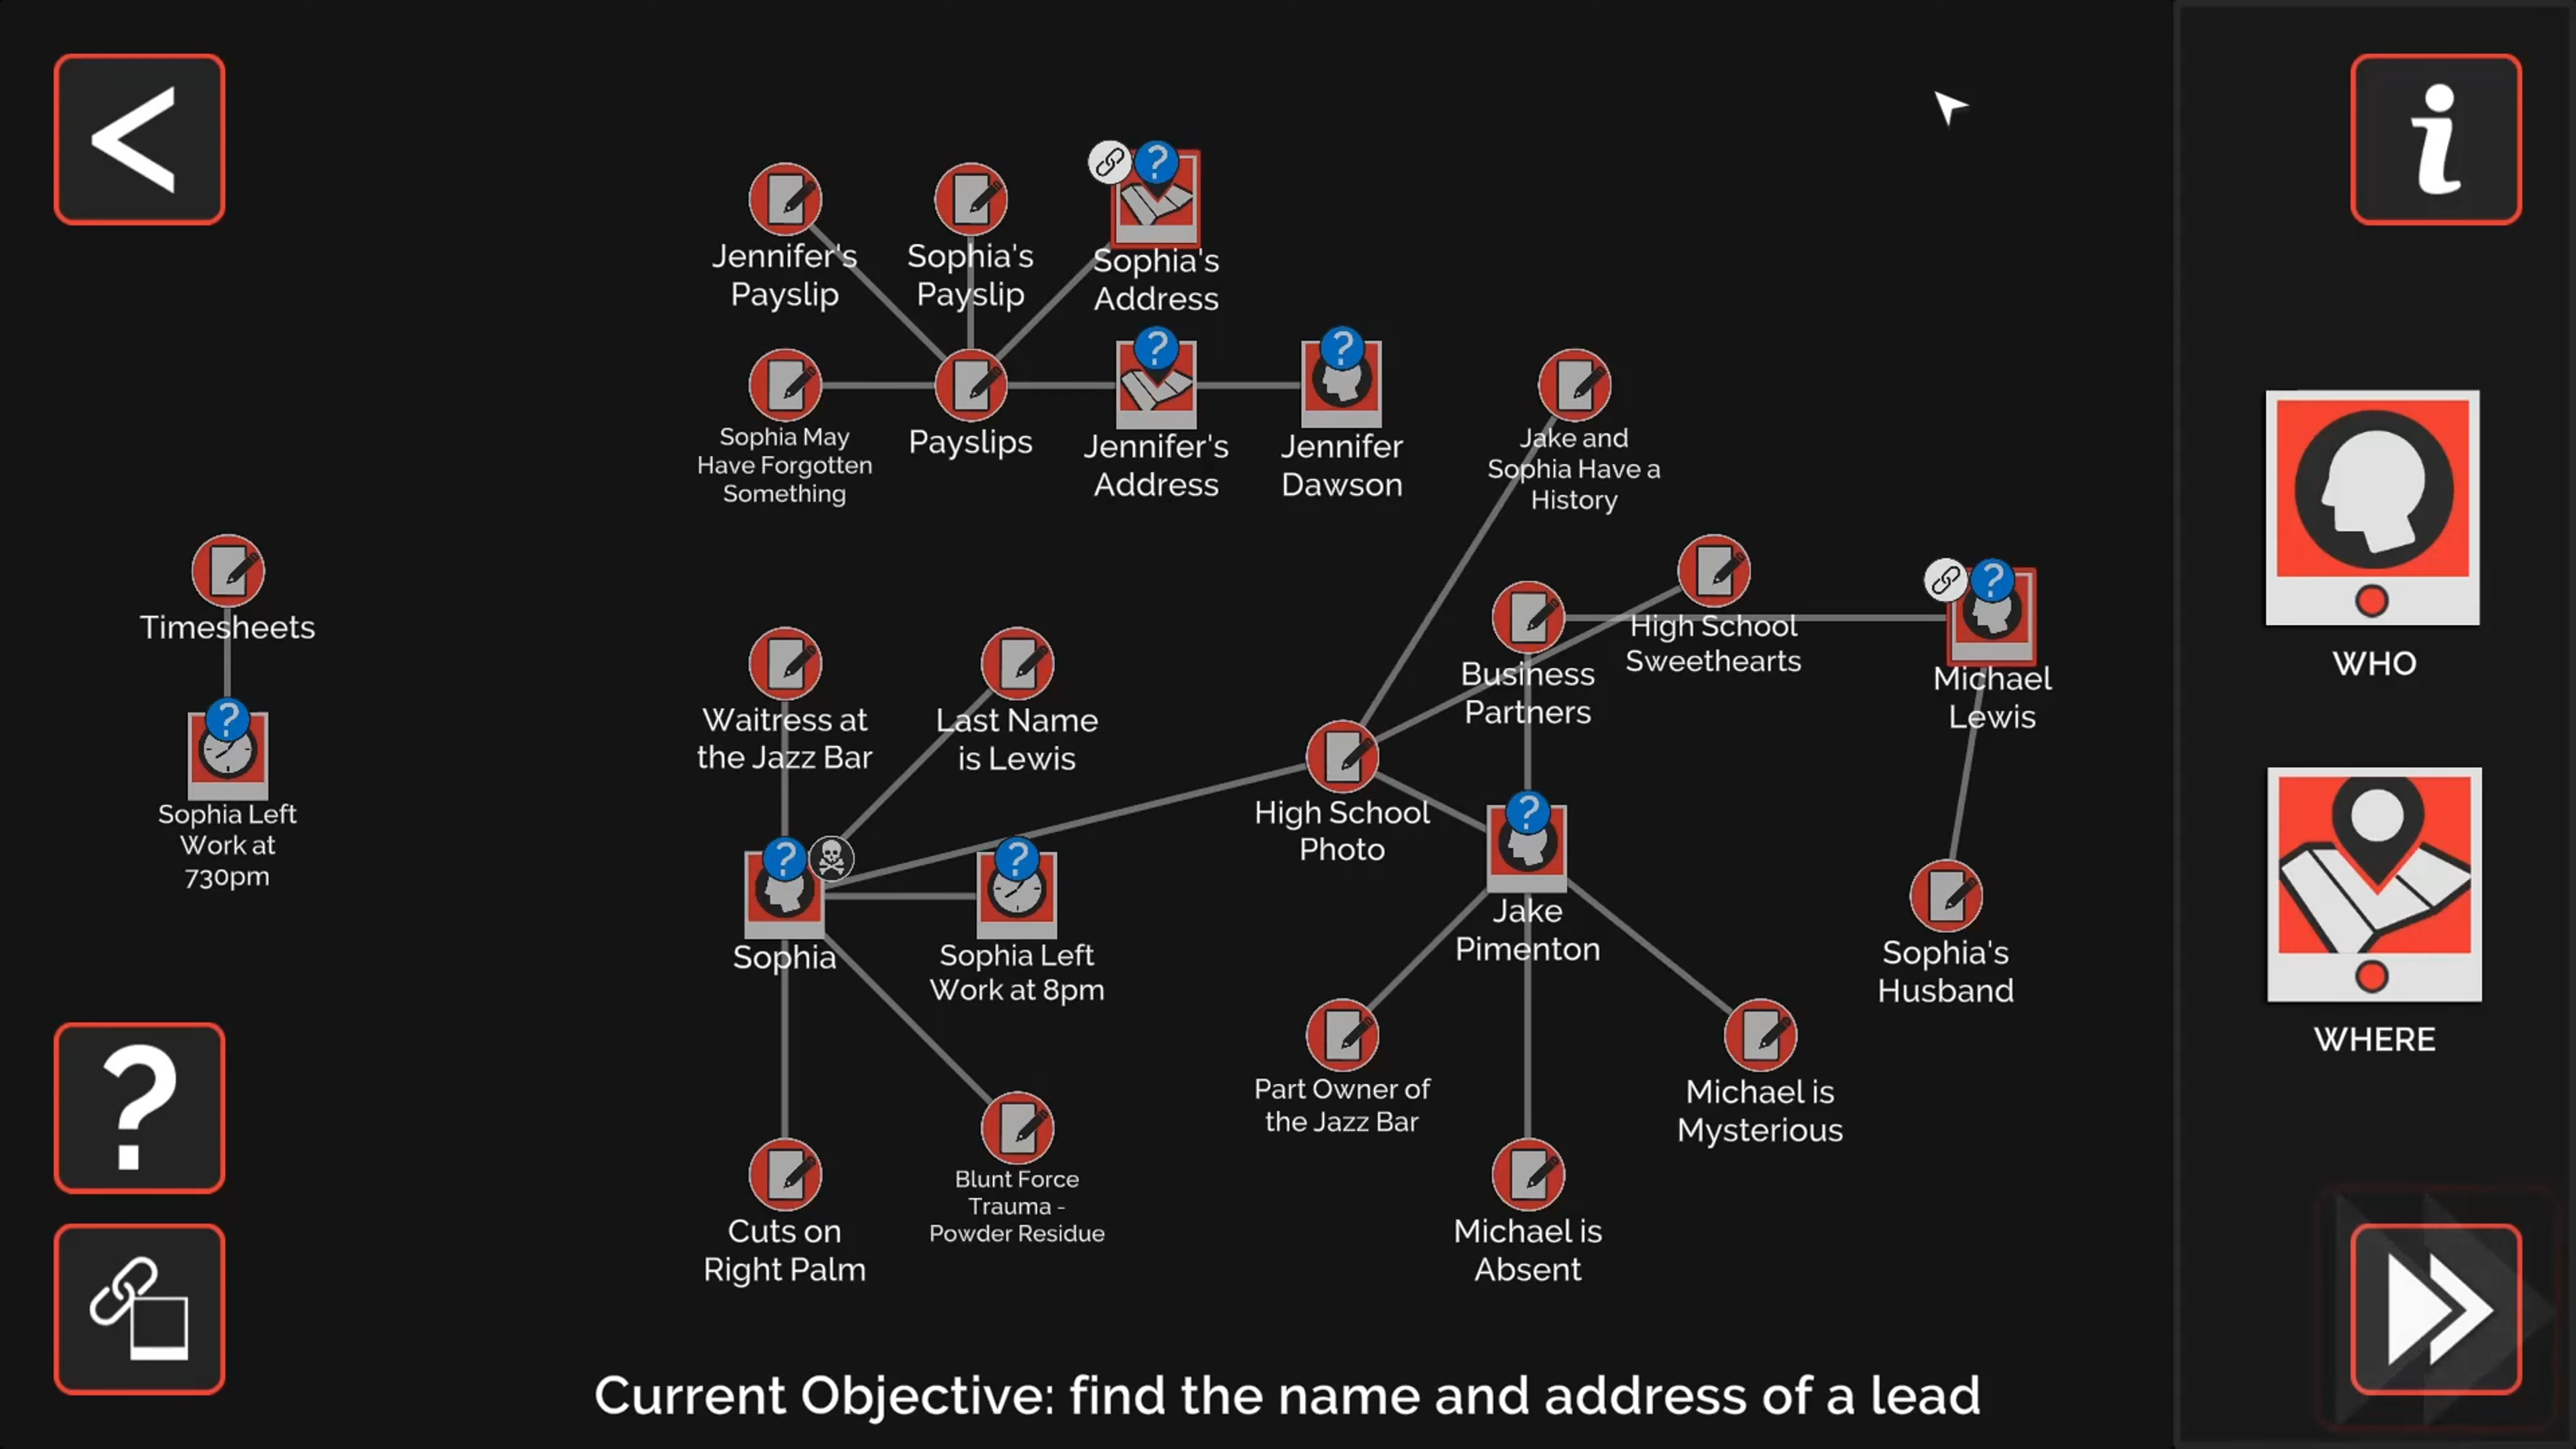 Jennifer's
Payslip
Sophia's
Payslip
Sophia's
Address
Sophia May
Have Forgotten
Something
Payslips
Jennifer's
Address
Jennifer
Dawson
Jake and
Sophia Have a
History
Timesheets
Sophia Left
Work at
730pm
Waitress at
the Jazz Bar
Last Name
is Lewis
Business
Partners
High School
Sweethearts
Michael
Lewis
High School
Photo
Sophia
Sophia Left
Work at 8pm
Jake
Pimenton
Sophia's
Husband
Part Owner of
the Jazz Bar
Michael is
Mysterious
Cuts on
Right Palm
Blunt Force
Trauma -
Powder Residue
Michael is
Absent
WHO
WHERE
Current Objective: find the name and address of a lead